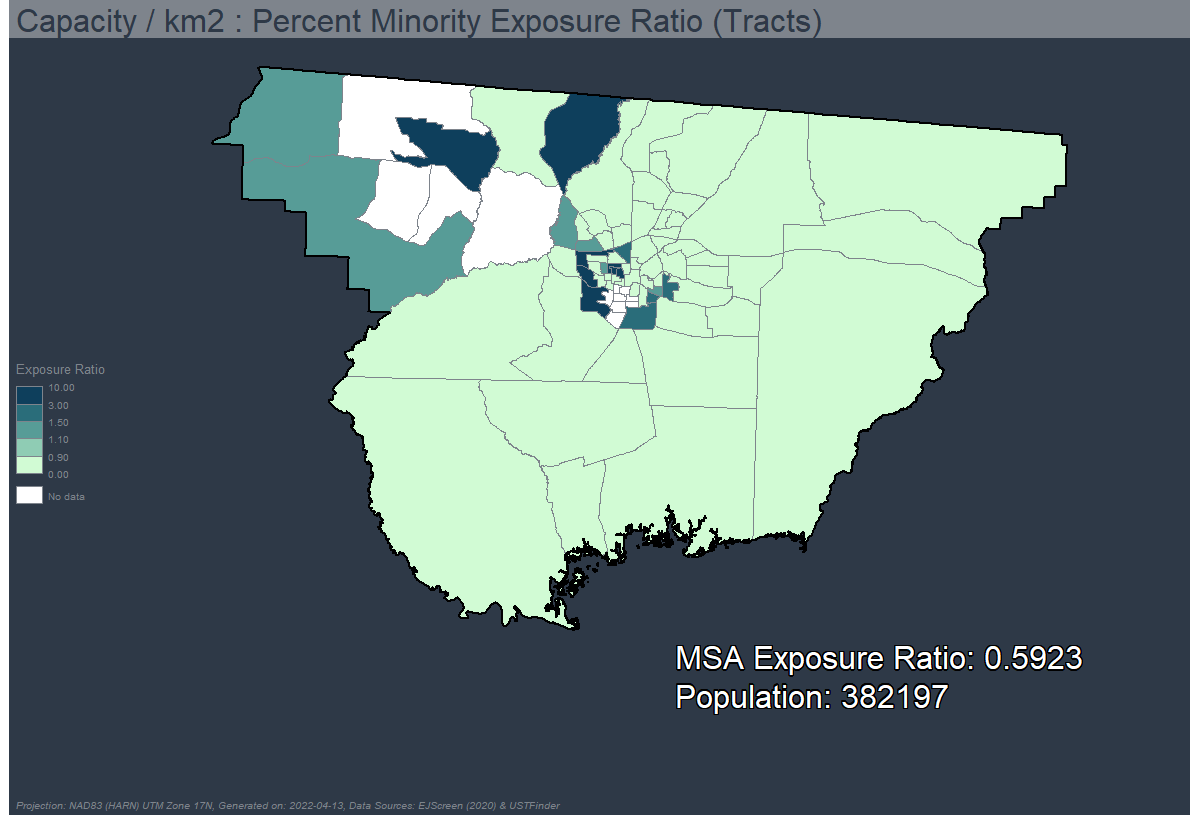 Capacity / km2 : Percent Minority Exposure Ratio (Tracts)
Exposure Ratio
10.00
3.00
1.50
1.10
0.90
0.00
No data
MSA Exposure Ratio: 0.5923
Population: 382197
Projection: NAD83 (HARN) UTM Zone 17N, Generated on: 2022-04-13, Data Sources: EJScreen (2020) & USTFinder